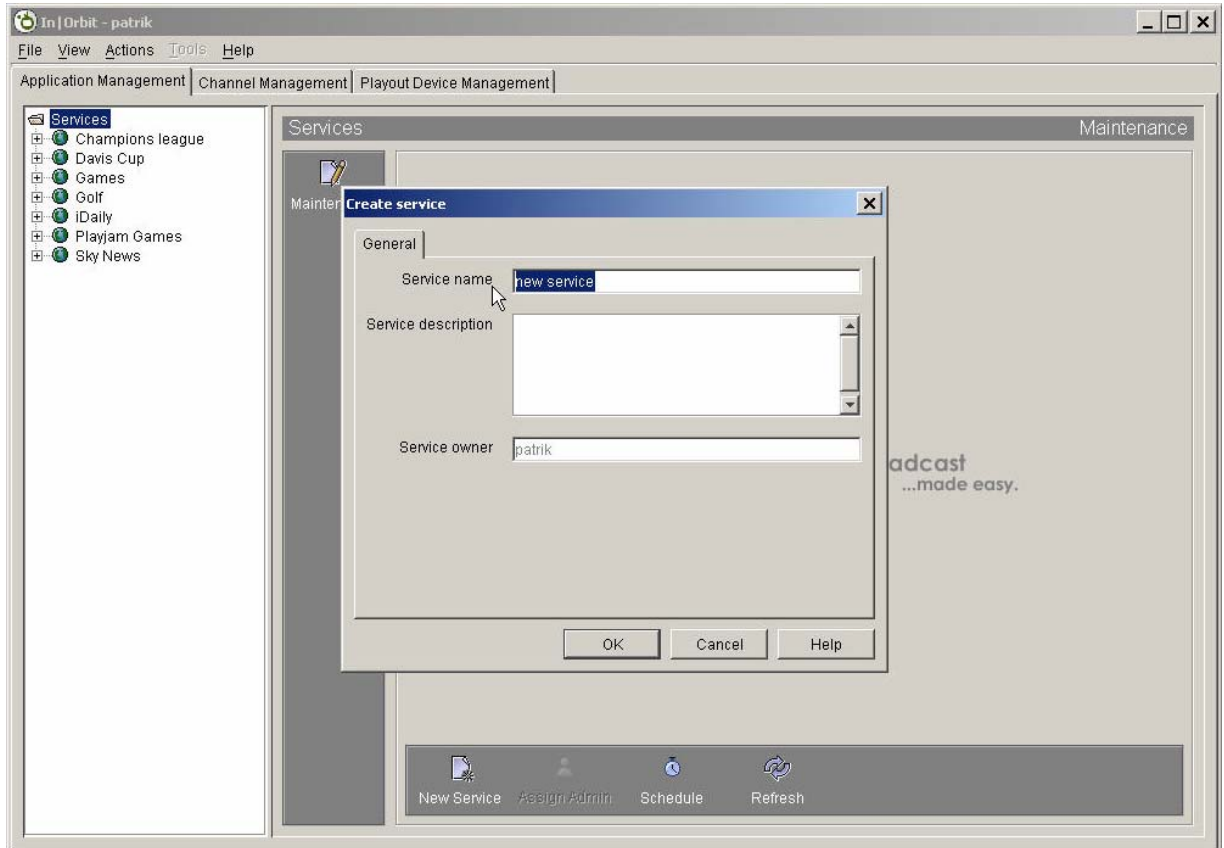 In|Orbit - patrik
File View Actions Tools Help
Application Management Channel Management Playout Device Management
Services
Champions league
Davis Cup
Games
Golf
iDaily
Playjam Games
Sky News
Services Maintenance
Create service
General
Service name new service
Service description
Service owner patrik
OK Cancel Help
...made easy.
New Service Assign Admin Schedule Refresh